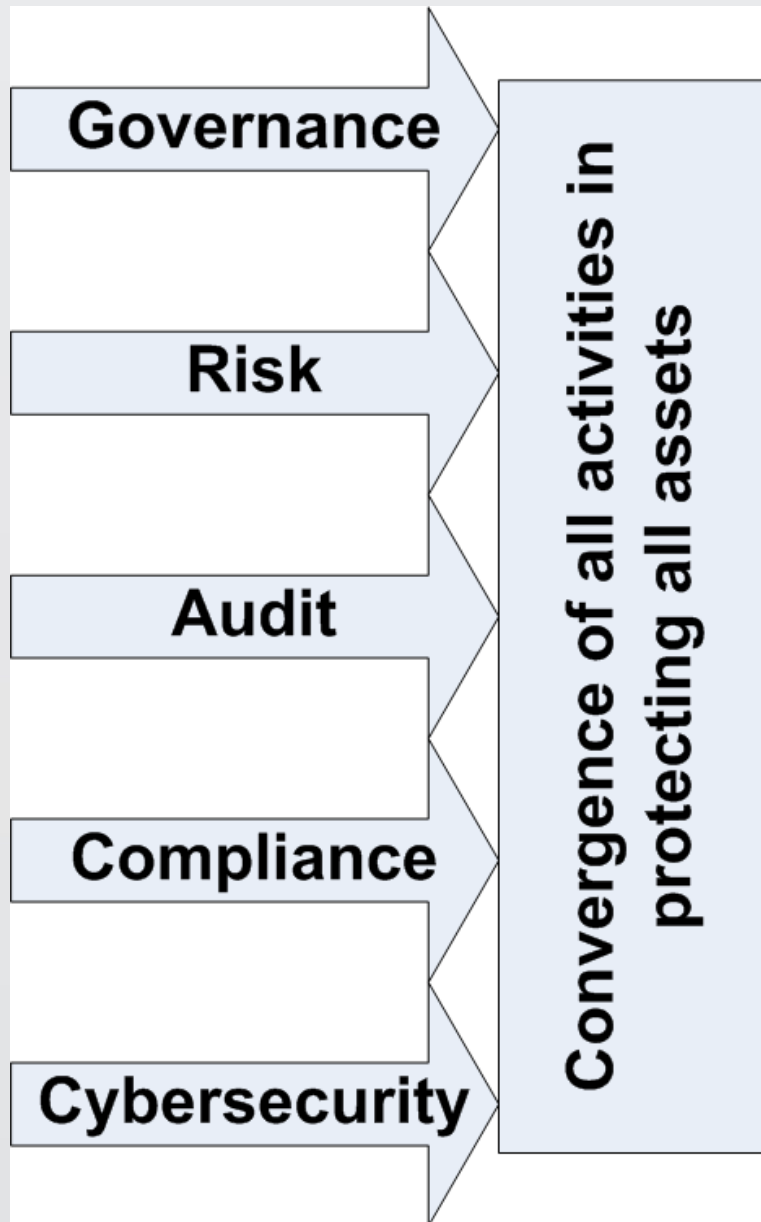 Governance
Risk
Audit
Compliance
Cybersecurity
Convergence of all activities in
protecting all assets